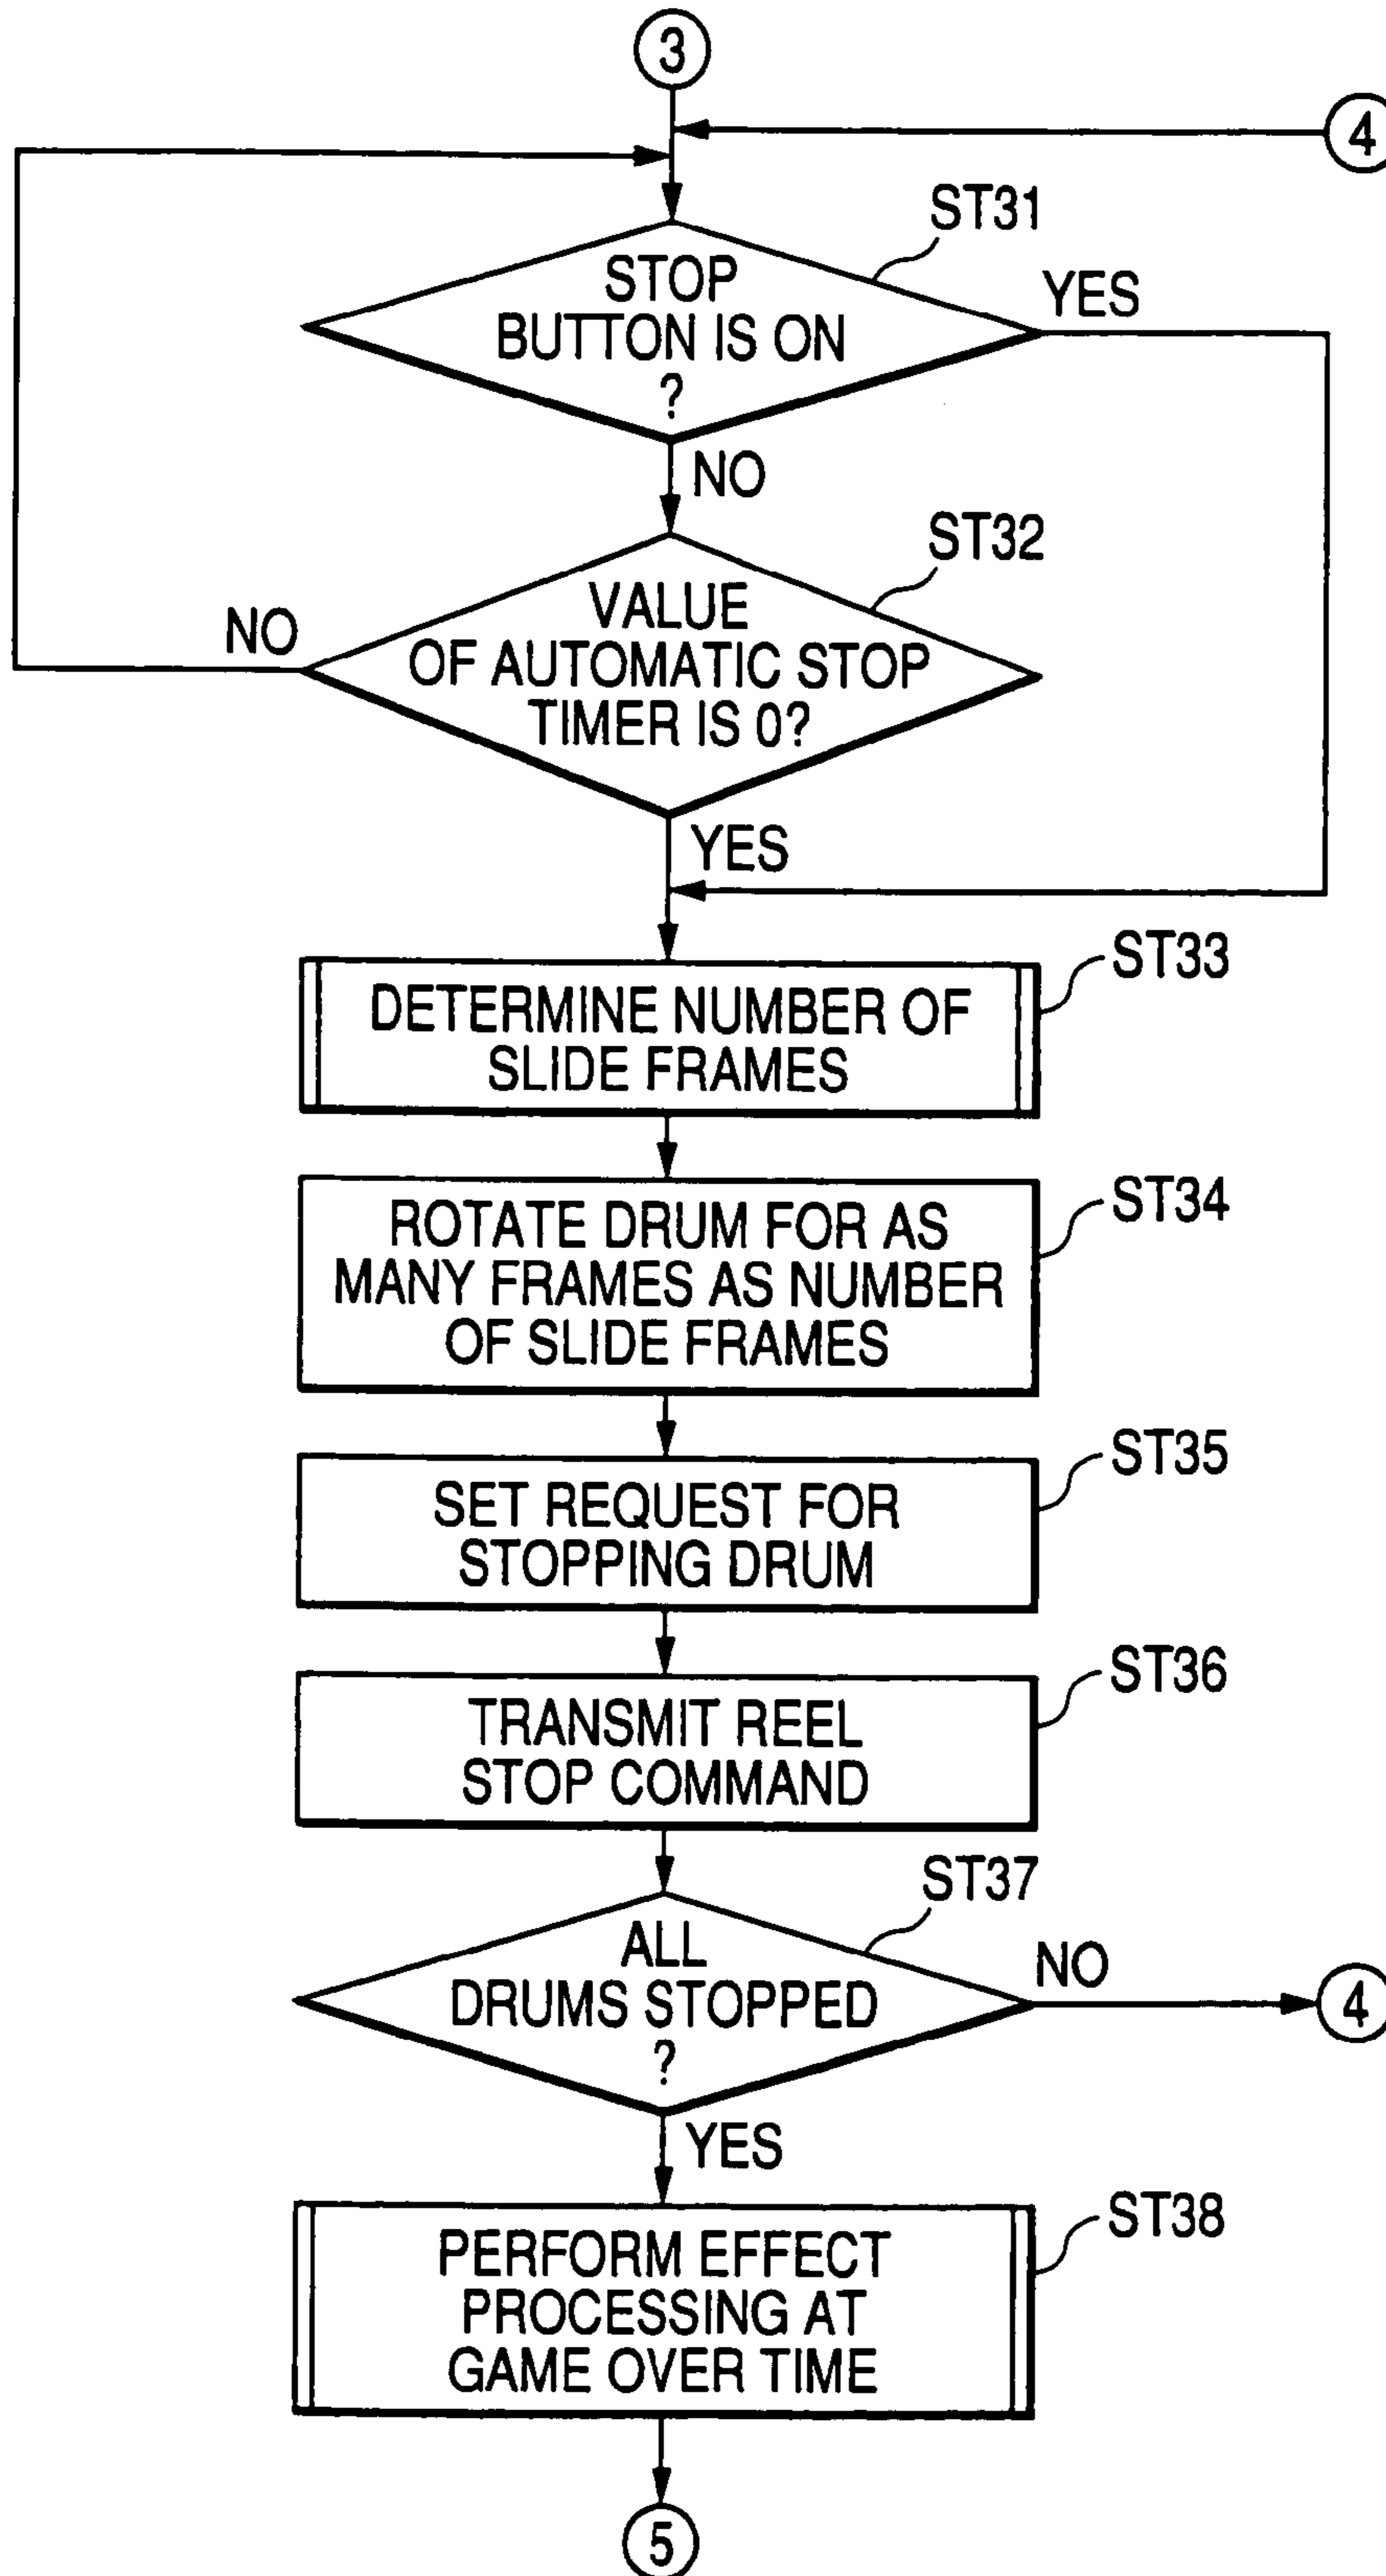 3
4
ST31
STOP
BUTTON IS ON
?
YES
NO
ST32
VALUE
OF AUTOMATIC STOP
TIMER IS 0?
NO
YES
ST33
DETERMINE NUMBER OF
SLIDE FRAMES
ST34
ROTATE DRUM FOR AS
MANY FRAMES AS NUMBER
OF SLIDE FRAMES
ST35
SET REQUEST FOR
STOPPING DRUM
ST36
TRANSMIT REEL
STOP COMMAND
ST37
ALL
DRUMS STOPPED
?
NO
4
YES
ST38
PERFORM EFFECT
PROCESSING AT
GAME OVER TIME
5